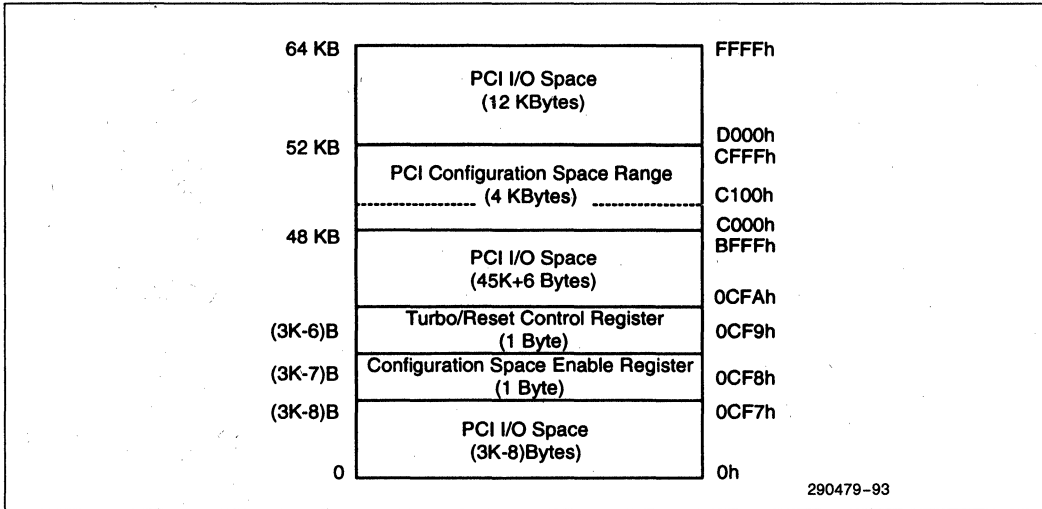 64 KB
FFFFh
PCI I/O Space
(12 KBytes)
D000h
52 KB
CFFFh
PCI Configuration Space Range
(4 KBytes)
C100h
C000h
48 KB
BFFFh
PCI I/O Space
(45K+6 Bytes)
0CFAh
Turbo/Reset Control Register
(1 Byte)
(3K-6)B
0CF9h
Configuration Space Enable Register
(1 Byte)
(3K-7)B
0CF8h
(3K-8)B
0CF7h
PCI I/O Space
(3K-8)Bytes)
0
0h
290479-93